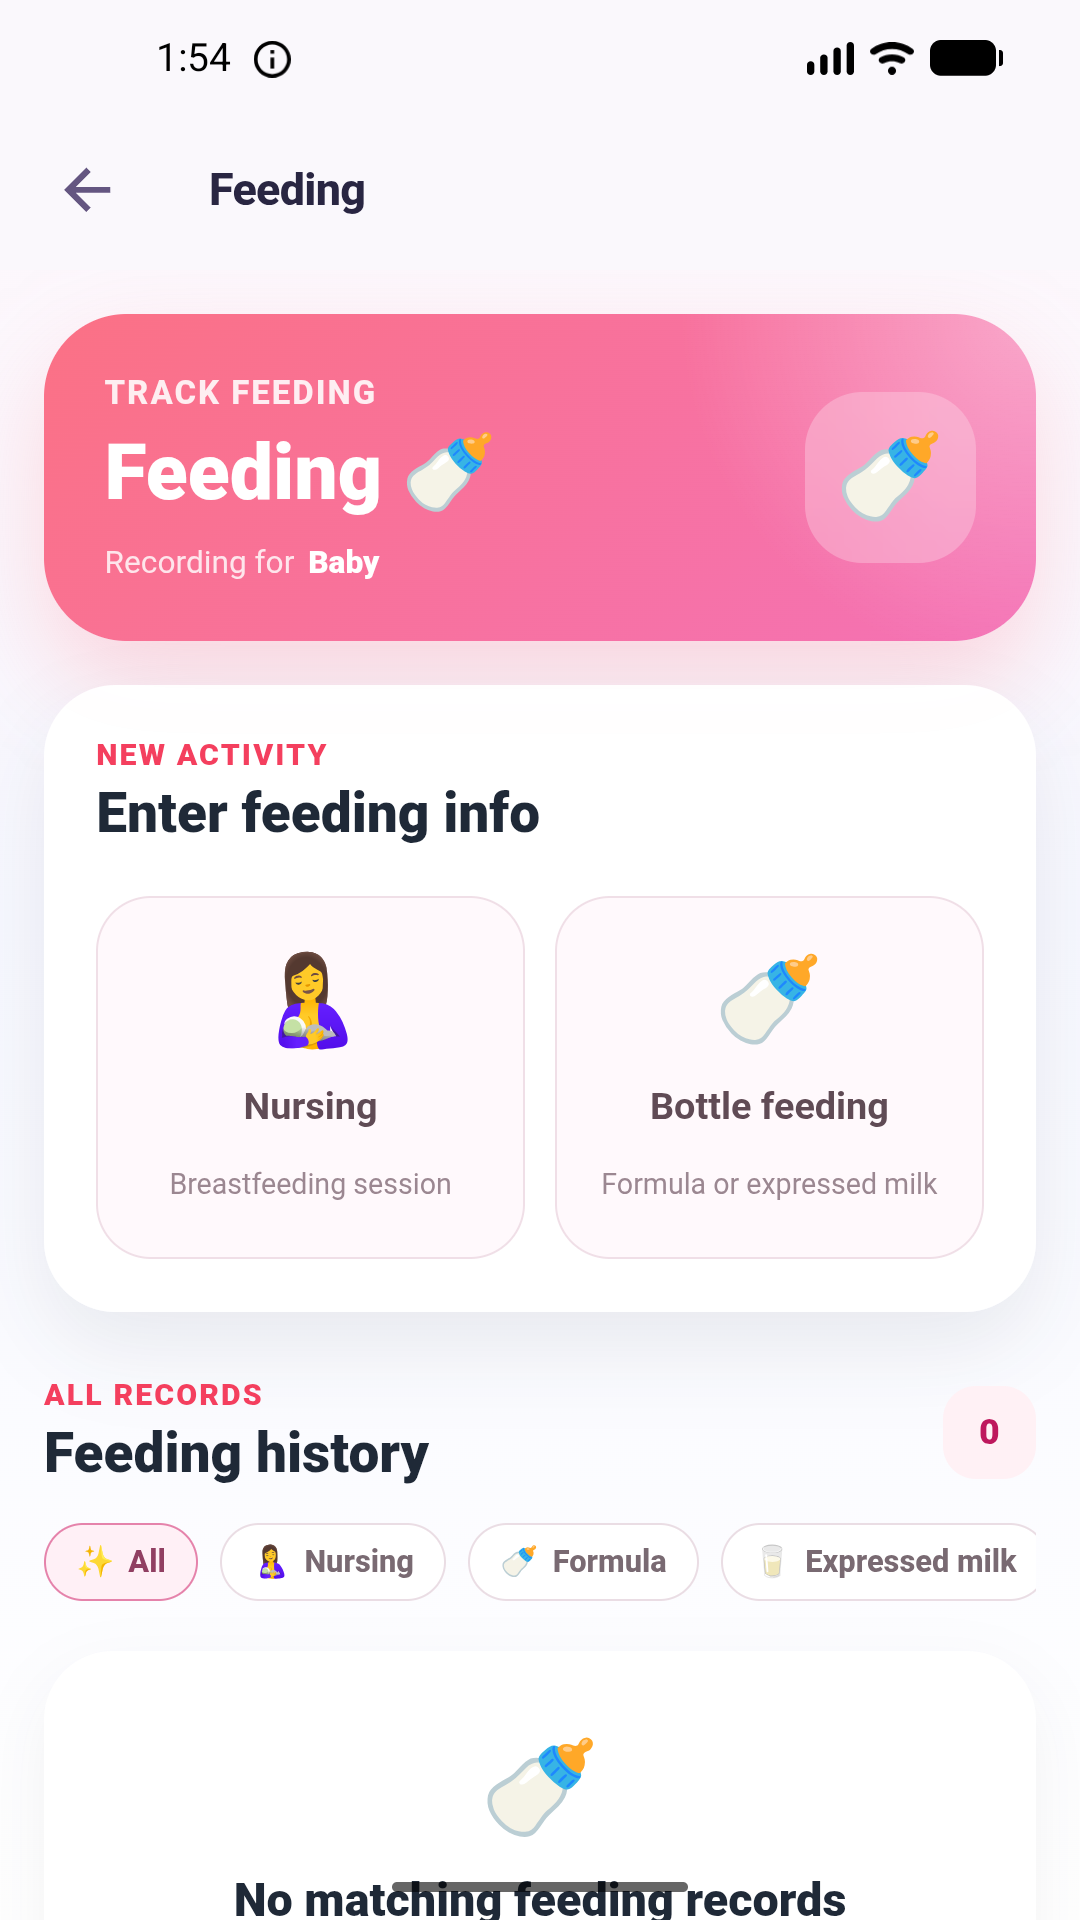 1:54
Feeding
TRACK FEEDING
Feeding 🍼
Recording for Baby
NEW ACTIVITY
Enter feeding info
Nursing
Breastfeeding session
Bottle feeding
Formula or expressed milk
ALL RECORDS
Feeding history
0
✨ All
🤱 Nursing
🍼 Formula
🥛 Expressed milk
No matching feeding records